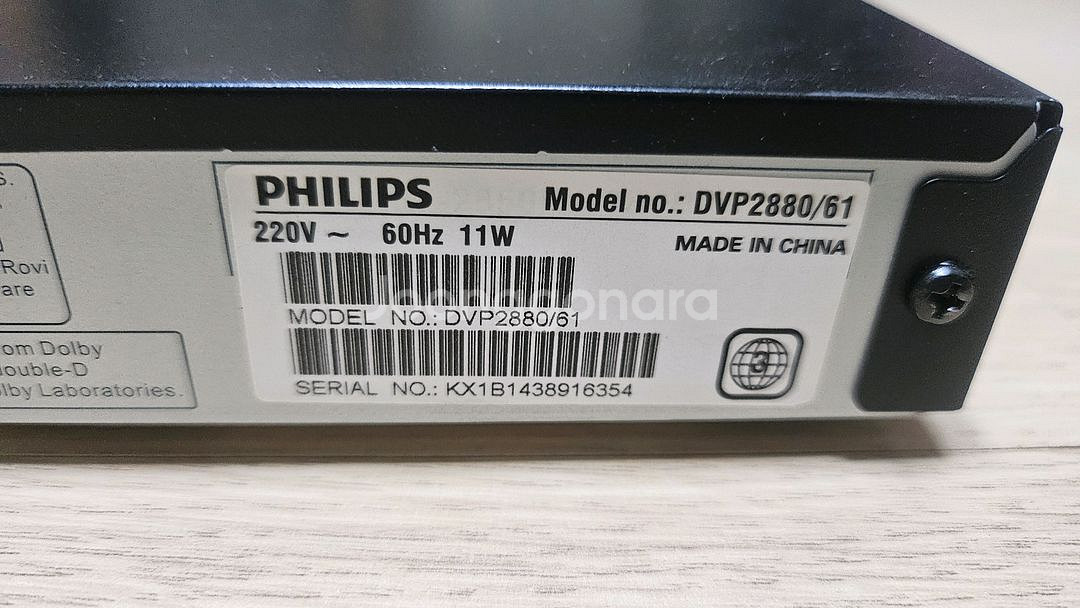 s.
Rovi
are
om Dolby
ouble-D
lby Laboratories.
PHILIPS
Model no.: DVP2880/61
220V ~ 60Hz 11W
MADE IN CHINA
MODEL NO.: DVP2880/61
SERIAL NO.: KX1B1438916354
3